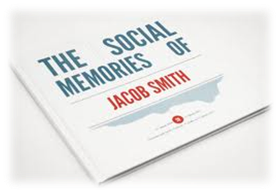 THE SOCIAL
MEMORIES OF
JACOB SMITH